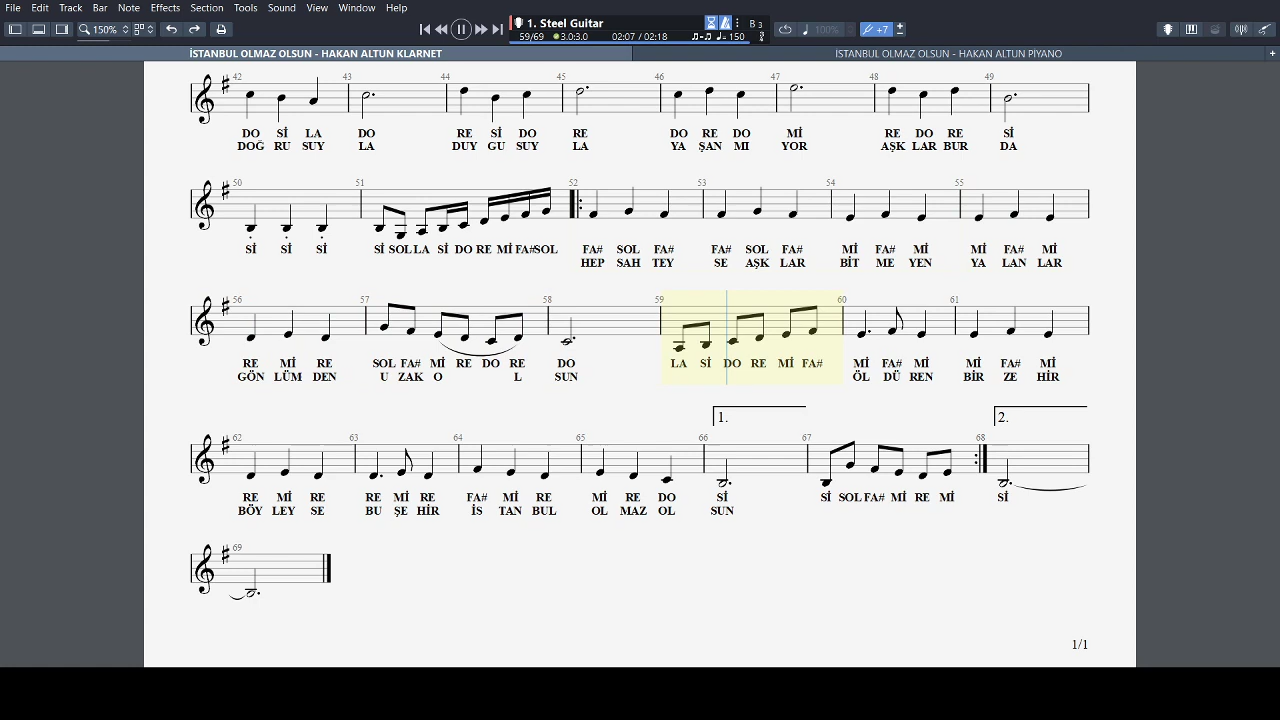 File Edit Track Bar Note Effects Section Tools Sound View Window Help
150% 1. Steel Guitar B 3 100% +7
59/69 3.0:3.0 02:07 / 02:18 = 150
İSTANBUL OLMAZ OLSUN - HAKAN ALTUN KLARNET İSTANBUL OLMAZ OLSUN - HAKAN ALTUN PİYANO
42 43 44 45 46 47 48 49
DO Sİ LA DO RE Sİ DO RE DO RE DO Mİ RE DO RE Sİ
DOĞ RU SUY LA DUY GU SUY LA YA ŞAN MI YOR AŞK LAR BUR DA
50 51 52 53 54 55
Sİ Sİ Sİ Sİ SOL LA Sİ DO RE Mİ FA# SOL FA# SOL FA# FA# SOL FA# Mİ FA# Mİ Mİ FA# Mİ
HEP SAH TEY SE AŞK LAR BİT ME YEN YA LAN LAR
56 57 58 59 60 61
RE Mİ RE SOL FA# Mİ RE DO RE DO LA Sİ DO RE Mİ FA# Mİ FA# Mİ Mİ FA# Mİ
GÖN LÜM DEN U ZAK O L SUN ÖL DÜ REN BİR ZE HİR
1. 2.
62 63 64 65 66 67 68
RE Mİ RE RE Mİ RE FA# Mİ RE Mİ RE DO Sİ Sİ SOL FA# Mİ RE Mİ Sİ
BÖY LEY SE BU ŞE HİR İS TAN BUL OL MAZ OL SUN
69
1/1